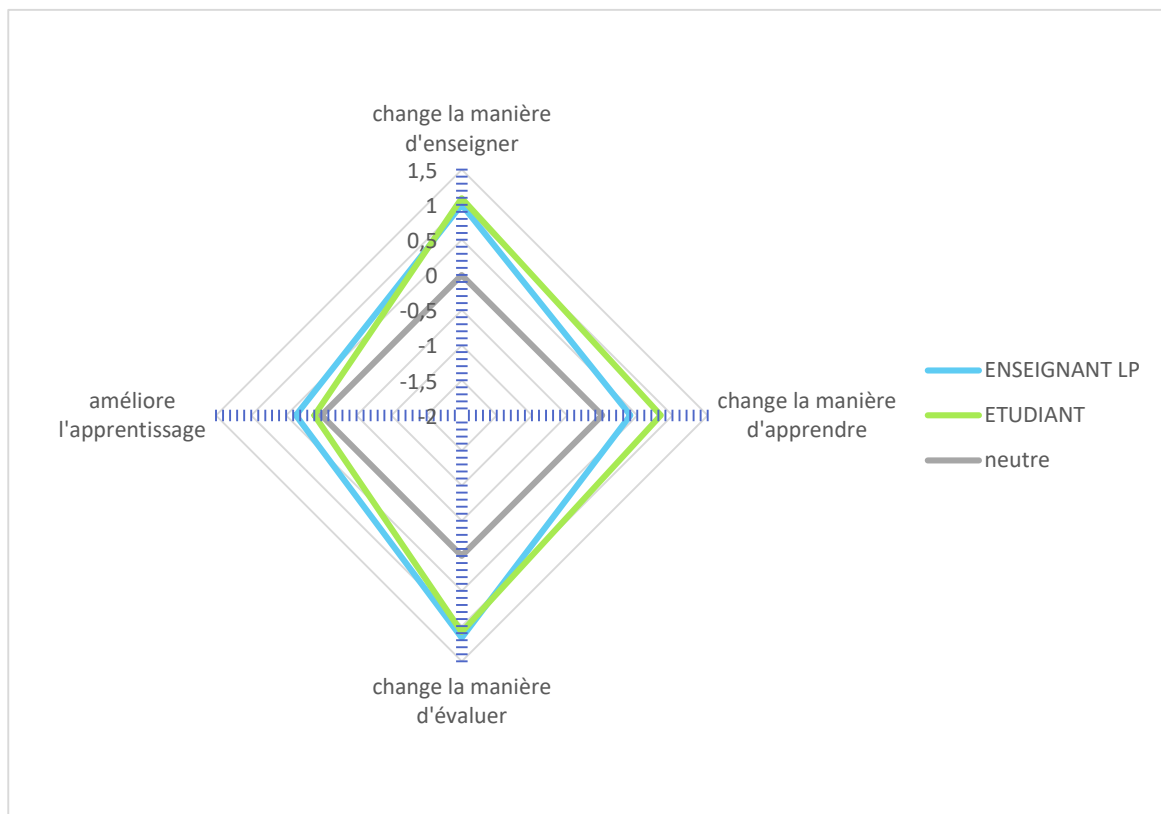 change la manière
d'enseigner
1,5
1
0,5
0
-0,5
-1
-1,5
-2
améliore
l'apprentissage
change la manière
d'apprendre
change la manière
d'évaluer
ENSEIGNANT LP
ETUDIANT
neutre